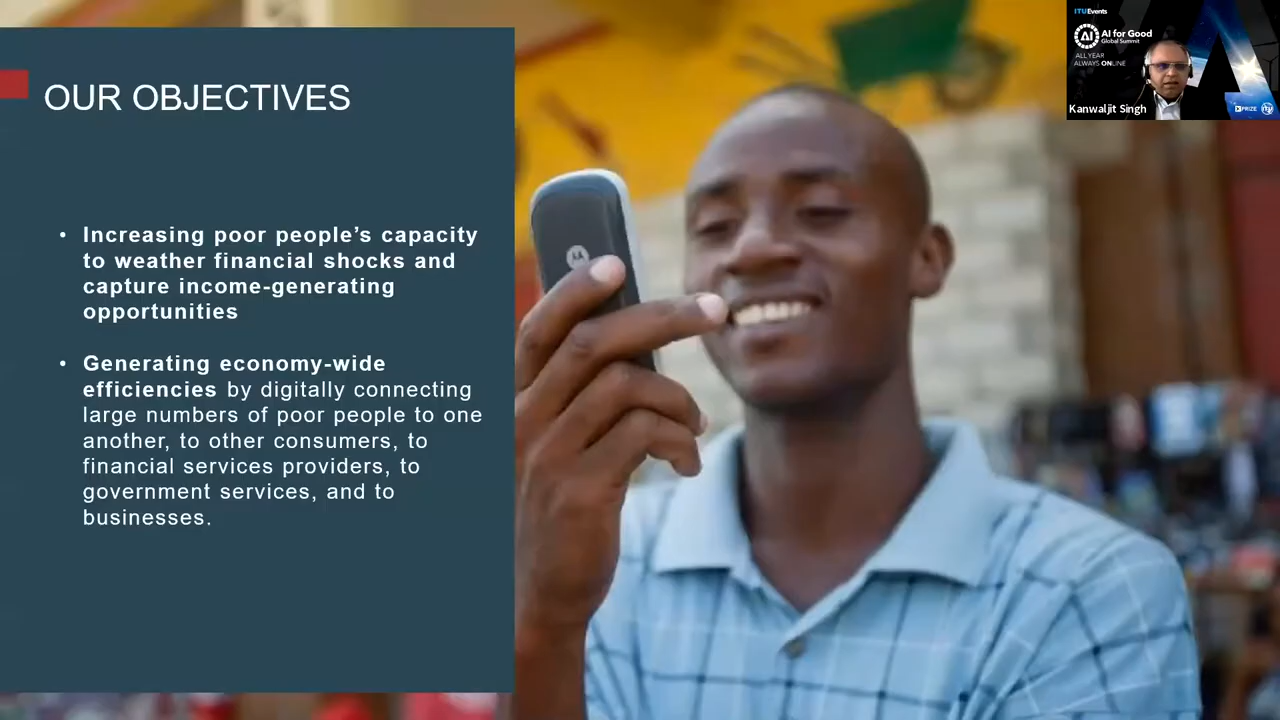 OUR OBJECTIVES
• Increasing poor people’s capacity
to weather financial shocks and
capture income-generating
opportunities
• Generating economy-wide
efficiencies by digitally connecting
large numbers of poor people to one
another, to other consumers, to
financial services providers, to
government services, and to
businesses.
ITUEvents
AI
AI for Good
Global Summit
ALL YEAR
ALWAYS ONLINE
Kanwaljit Singh
XPRIZE
ITU